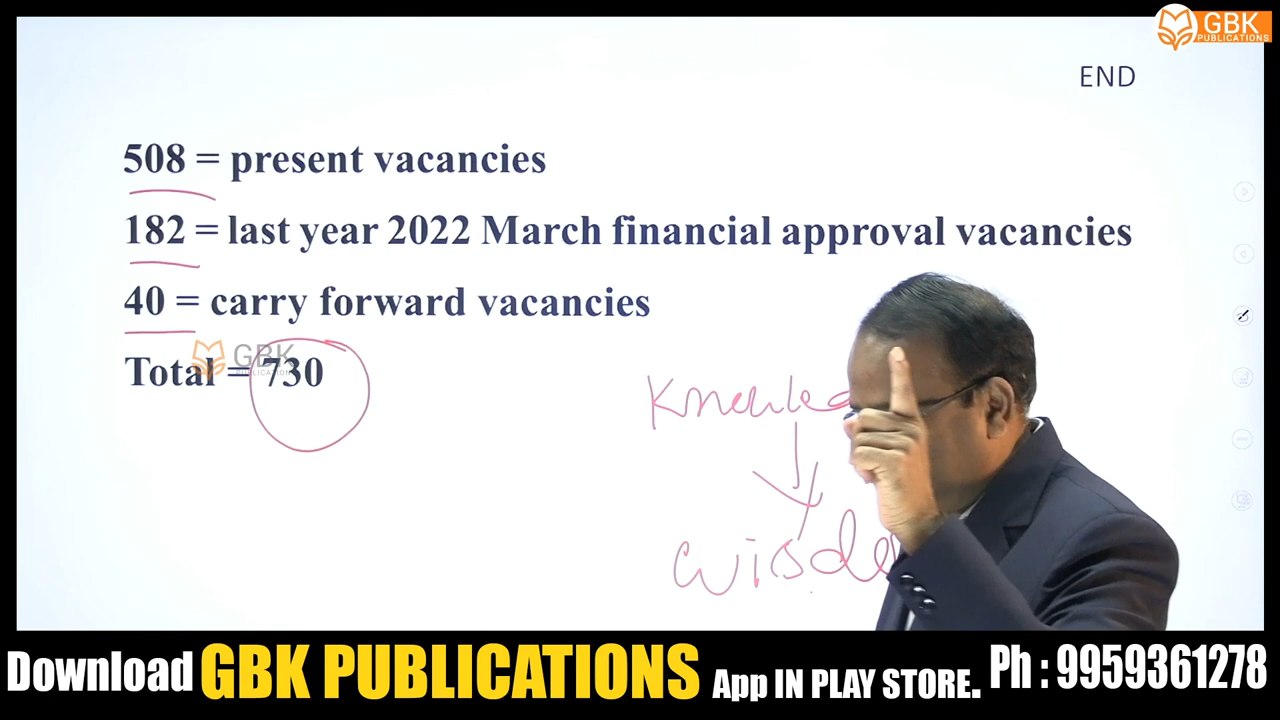 GBK
PUBLICATIONS
END
508 = present vacancies
182 = last year 2022 March financial approval vacancies
40 = carry forward vacancies
GBK
Total = 730
Download GBK PUBLICATIONS App IN PLAY STORE. Ph : 9959361278